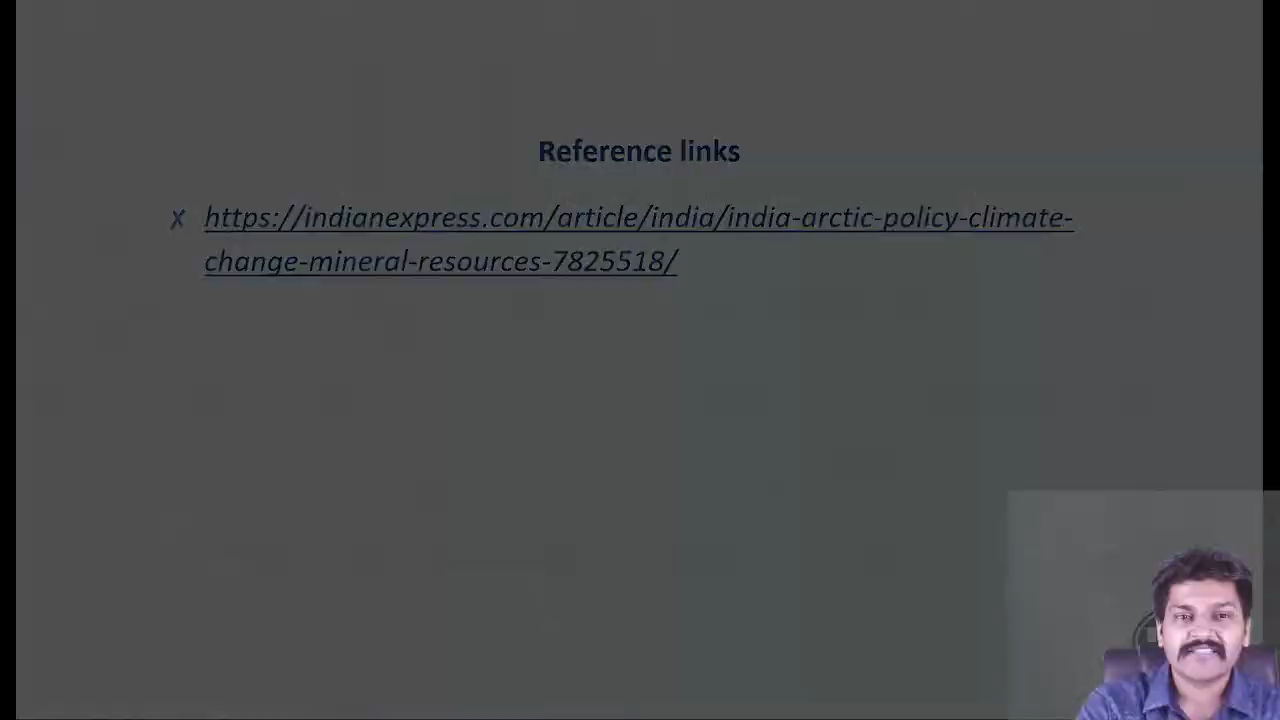 Reference links
x https://indianexpress.com/article/india/india-arctic-policy-climate-
change-mineral-resources-7825518/